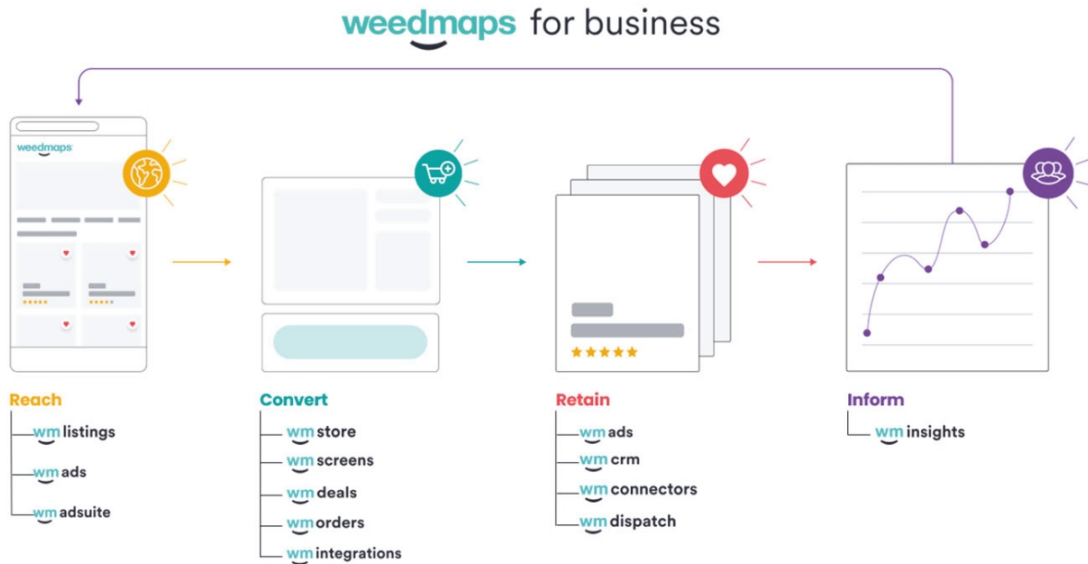 weedmaps for business
weedmaps
Reach
wm listings
wm ads
wm adsuite
Convert
wm store
wm screens
wm deals
wm orders
wm integrations
Retain
wm ads
wm crm
wm connectors
wm dispatch
Inform
wm insights